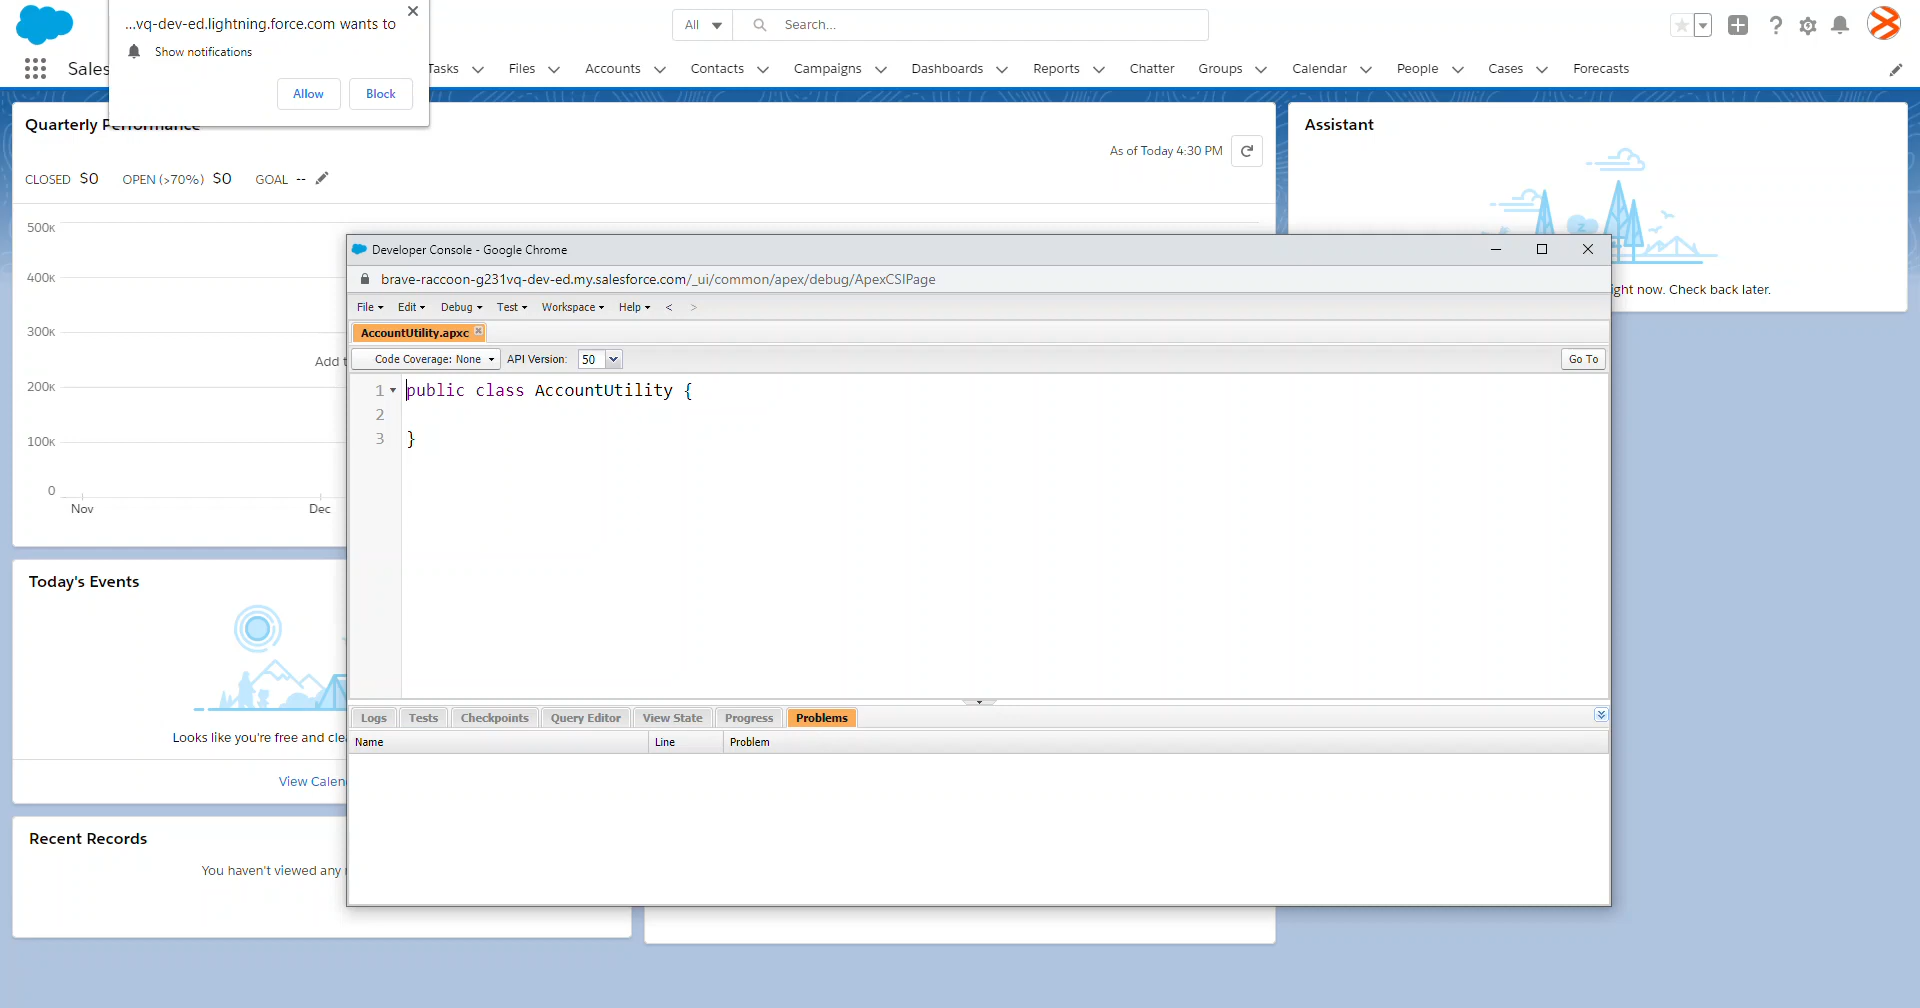 ...vq-dev-ed.lightning.force.com wants to
Show notifications
Allow Block
All Search...
Sales Tasks Files Accounts Contacts Campaigns Dashboards Reports Chatter Groups Calendar People Cases Forecasts
Quarterly Performance
As of Today 4:30 PM
CLOSED $0 OPEN (>70%) $0 GOAL --
500K
400K
300K
200K
100K
0
Nov Dec
Add t
Assistant
z
ight now. Check back later.
Developer Console - Google Chrome
brave-raccoon-g231vq-dev-ed.my.salesforce.com/_ui/common/apex/debug/ApexCSIPage
File Edit Debug Test Workspace Help < >
AccountUtility.apxc
Code Coverage: None API Version: 50 Go To
1 public class AccountUtility {
2
3 }
Logs Tests Checkpoints Query Editor View State Progress Problems
Name Line Problem
Today's Events
Looks like you're free and cle
View Calen
Recent Records
You haven't viewed any